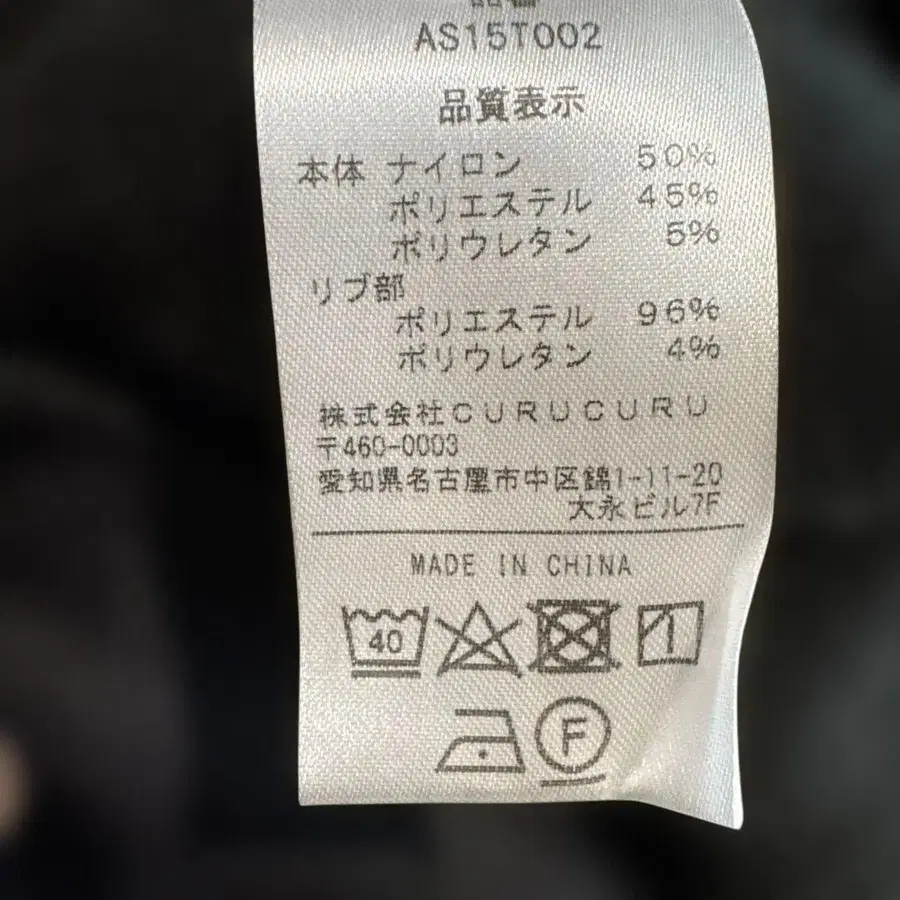 品番
AS15T002
品質表示
本体 ナイロン 50%
ポリエステル 45%
ポリウレタン 5%
リブ部
ポリエステル 96%
ポリウレタン 4%
株式会社CURUCURU
〒460-0003
愛知県名古屋市中区錦1-11-20
大永ビル7F
MADE IN CHINA
40
F